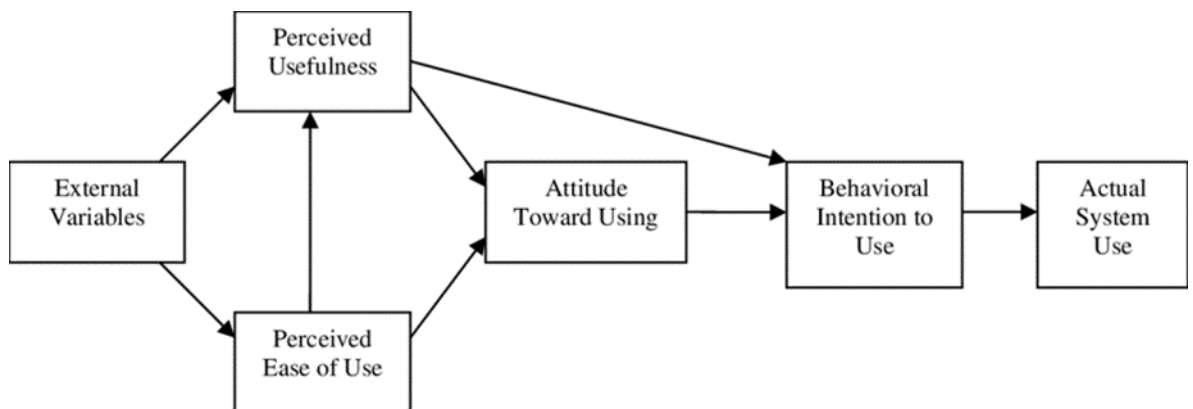 Perceived
Usefulness
External
Variables
Attitude
Toward Using
Behavioral
Intention to
Use
Actual
System
Use
Perceived
Ease of Use